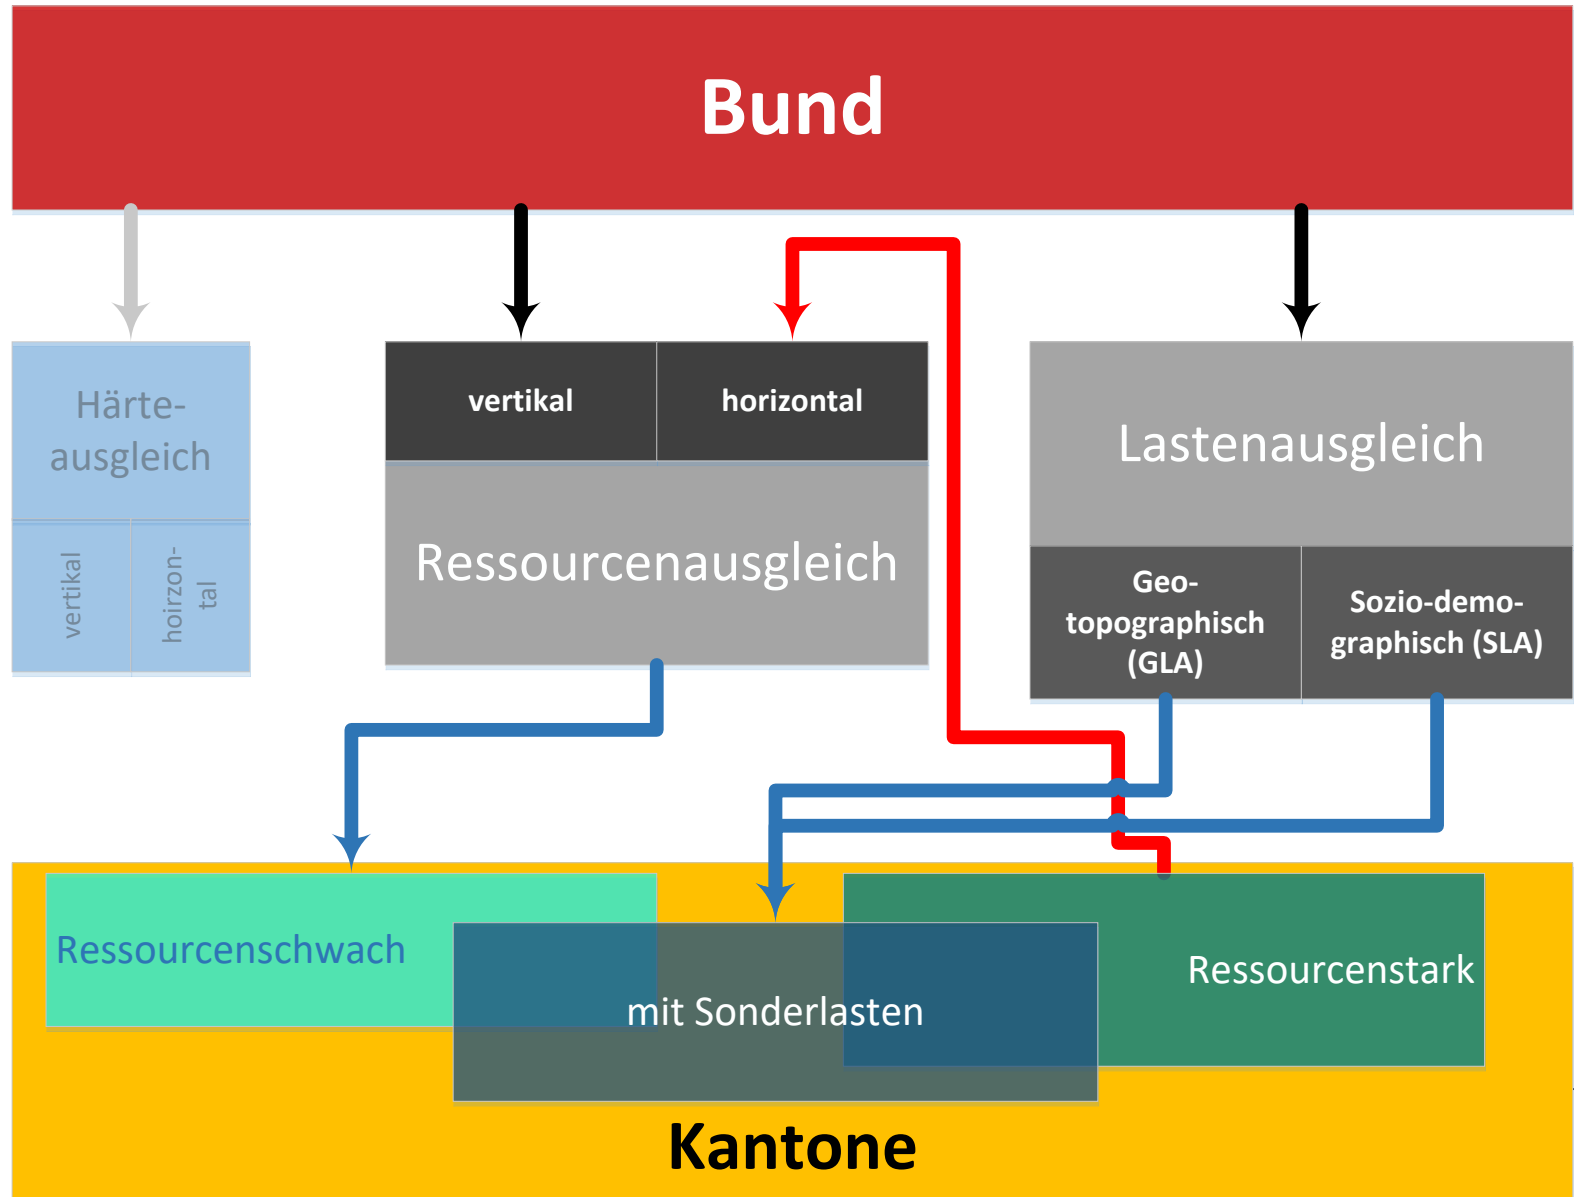 Bund
Härte-
ausgleich
vertikal
hoirzon-
tal
vertikal
horizontal
Ressourcenausgleich
Lastenausgleich
Geo-
topographisch
(GLA)
Sozio-demo-
graphisch (SLA)
Ressourcenschwach
mit Sonderlasten
Ressourcenstark
Kantone